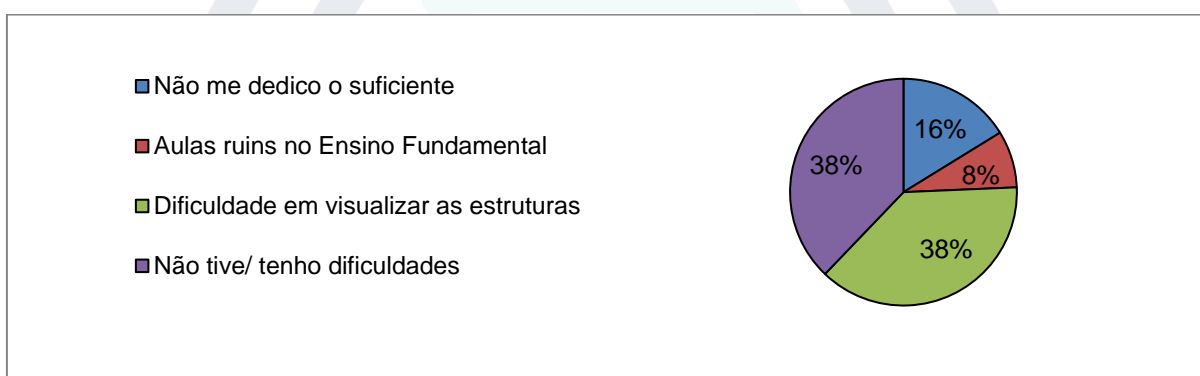 Não me dedico o suficiente
Aulas ruins no Ensino Fundamental
Dificuldade em visualizar as estruturas
Não tive/ tenho dificuldades
16%
8%
38%
38%